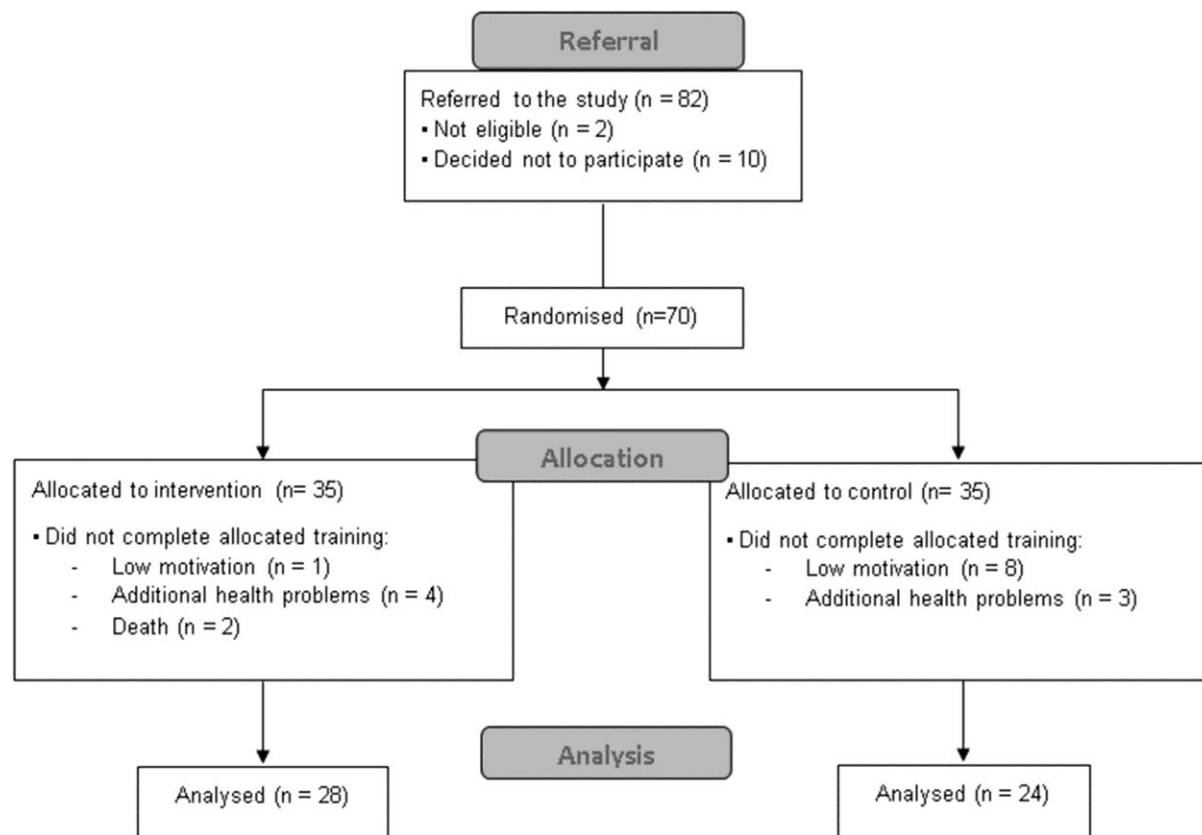 Referral
Referred to the study (n = 82)
▪ Not eligible (n = 2)
▪ Decided not to participate (n = 10)
Randomised (n=70)
Allocation
Allocated to intervention (n= 35)
▪ Did not complete allocated training:
- Low motivation (n = 1)
- Additional health problems (n = 4)
- Death (n = 2)
Allocated to control (n= 35)
▪ Did not complete allocated training:
- Low motivation (n = 8)
- Additional health problems (n = 3)
Analysis
Analysed (n = 28)
Analysed (n = 24)